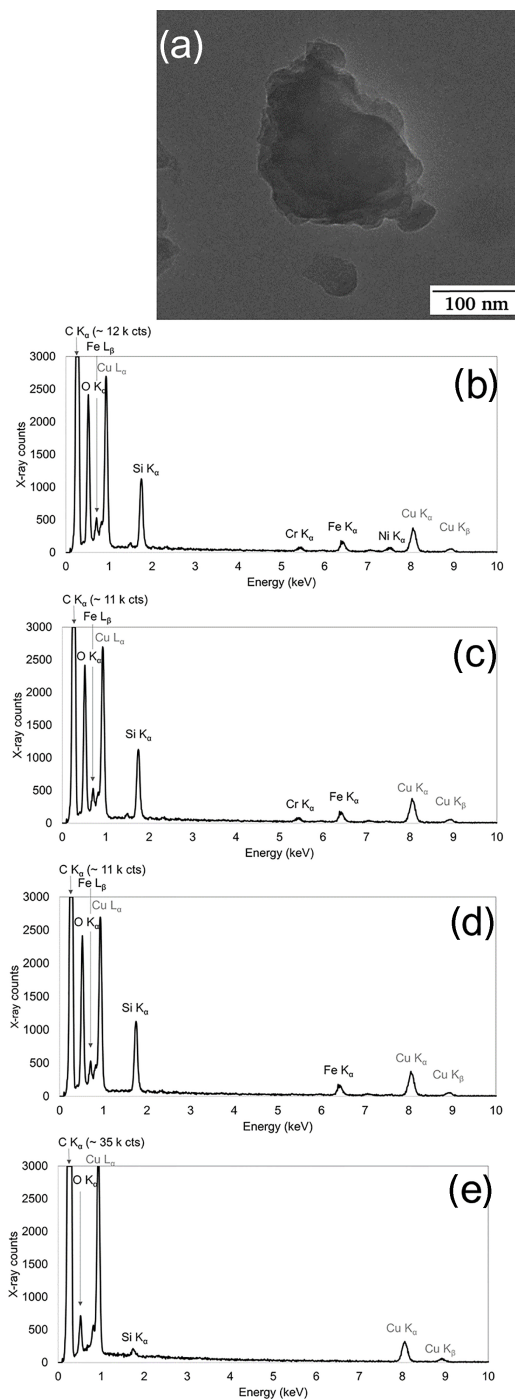 (a)
100 nm
C Kα (~ 12 k cts)
Fe Lβ
Cu Lα
O Kα
(b)
Si Kα
Cr Kα
Fe Kα
Ni Kα
Cu Kα
Cu Kβ
X-ray counts
3000
2500
2000
1500
1000
500
0
0 1 2 3 4 5 6 7 8 9 10
Energy (keV)
C Kα (~ 11 k cts)
Fe Lβ
Cu Lα
O Kα
(c)
Si Kα
Cr Kα
Fe Kα
Cu Kα
Cu Kβ
X-ray counts
3000
2500
2000
1500
1000
500
0
0 1 2 3 4 5 6 7 8 9 10
Energy (keV)
C Kα (~ 11 k cts)
Fe Lβ
Cu Lα
O Kα
(d)
Si Kα
Fe Kα
Cu Kα
Cu Kβ
X-ray counts
3000
2500
2000
1500
1000
500
0
0 1 2 3 4 5 6 7 8 9 10
Energy (keV)
C Kα (~ 35 k cts)
Cu Lα
O Kα
(e)
Si Kα
Cu Kα
Cu Kβ
X-ray counts
3000
2500
2000
1500
1000
500
0
0 1 2 3 4 5 6 7 8 9 10
Energy (keV)